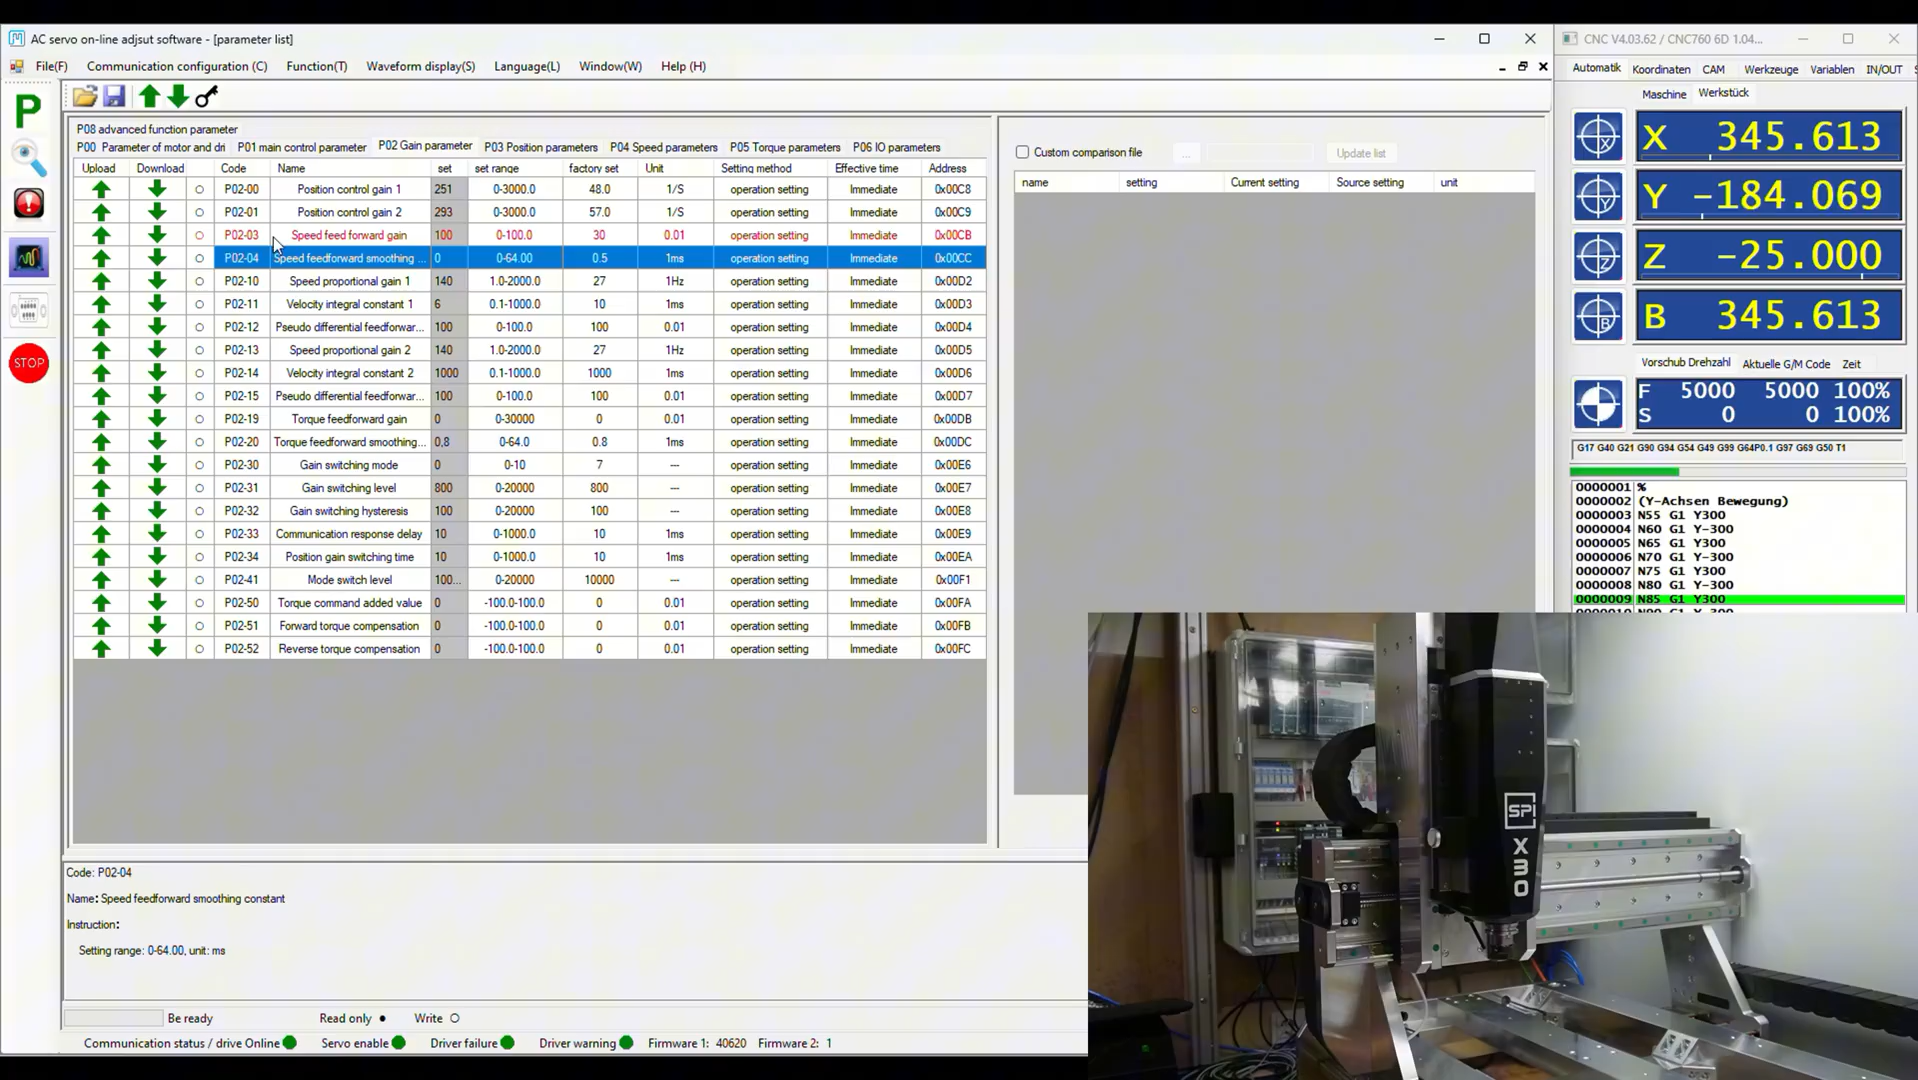 AC servo on-line adjsut software - [parameter list]
File(F) Communication configuration (C) Function(T) Waveform display(S) Language(L) Window(W) Help (H)
P08 advanced function parameter
P00 Parameter of motor and dri P01 main control parameter P02 Gain parameter P03 Position parameter P04 Speed parameter P05 Torque parameter P06 IO parameter
Upload Download Code Name set set range factory set Unit Setting method Effective time Address
P02-00 Position control gain 1 251 0-3000.0 48.0 1/S operation setting Immediate 0x00C8
P02-01 Position control gain 2 293 0-3000.0 57.0 1/S operation setting Immediate 0x00C9
P02-03 Speed feed forward gain 100 0-100.0 30 0.01 operation setting Immediate 0x00CB
P02-04 Speed feedforward smoothing ... 0 0-64.00 0.5 1ms operation setting Immediate 0x00CC
P02-10 Speed proportional gain 1 140 1.0-2000.0 27 1Hz operation setting Immediate 0x00D2
P02-11 Velocity integral constant 1 6 0.1-1000.0 10 1ms operation setting Immediate 0x00D3
P02-12 Pseudo differential feedforwar... 100 0-100.0 100 0.01 operation setting Immediate 0x00D4
P02-13 Speed proportional gain 2 140 1.0-2000.0 27 1Hz operation setting Immediate 0x00D5
P02-14 Velocity integral constant 2 1000 0.1-1000.0 1000 1ms operation setting Immediate 0x00D6
P02-15 Pseudo differential feedforwar... 100 0-100.0 100 0.01 operation setting Immediate 0x00D7
P02-19 Torque feedforward gain 0 0-30000 0 0.01 operation setting Immediate 0x00DB
P02-20 Torque feedforward smoothing... 0,8 0-64.0 0.8 1ms operation setting Immediate 0x00DC
P02-30 Gain switching mode 0 0-10 7 --- operation setting Immediate 0x00E6
P02-31 Gain switching level 800 0-20000 800 --- operation setting Immediate 0x00E7
P02-32 Gain switching hysteresis 100 0-20000 100 --- operation setting Immediate 0x00E8
P02-33 Communication response delay 10 0-1000.0 10 1ms operation setting Immediate 0x00E9
P02-34 Position gain switching time 10 0-1000.0 10 1ms operation setting Immediate 0x00EA
P02-41 Mode switch level 100... 0-20000 10000 --- operation setting Immediate 0x00F1
P02-50 Torque command added value 0 -100.0-100.0 0 0.01 operation setting Immediate 0x00FA
P02-51 Forward torque compensation 0 -100.0-100.0 0 0.01 operation setting Immediate 0x00FB
P02-52 Reverse torque compensation 0 -100.0-100.0 0 0.01 operation setting Immediate 0x00FC
P
STOP
Custom comparison file ... Update list
name setting Current setting Source setting unit
Code: P02-04
Name: Speed feedforward smoothing constant
Instruction:
Setting range: 0-64.00, unit: ms
Be ready Read only Write
Communication status / drive Online Servo enable Driver failure Driver warning Firmware 1: 40620 Firmware 2: 1
CNC V4.03.62 / CNC760 6D 1.04...
Automatik Koordinaten CAM Werkzeuge Variablen IN/OUT
Maschine Werkstück
X 345.613
Y -184.069
Z -25.000
B 345.613
Vorschub Drehzahl Aktuelle G/M Code Zeit
F 5000 5000 100%
S 0 0 100%
G17 G40 G21 G90 G94 G54 G49 G99 G64P0.1 G97 G69 G50 T1
0000001 %
0000002 (Y-Achsen Bewegung)
0000003 N55 G1 Y300
0000004 N60 G1 Y-300
0000005 N65 G1 Y300
0000006 N70 G1 Y-300
0000007 N75 G1 Y300
0000008 N80 G1 Y-300
0000009 N85 G1 Y300
SPI
X30